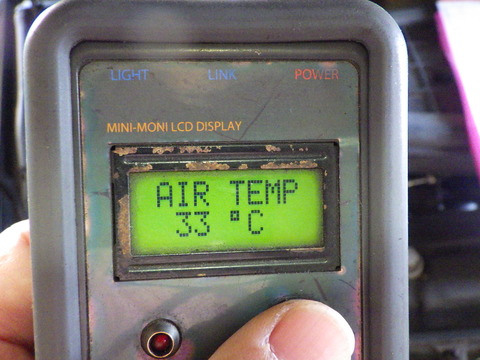 LIGHT LINK POWER
MINI-MONI LCD DISPLAY
AIR TEMP
33 °C